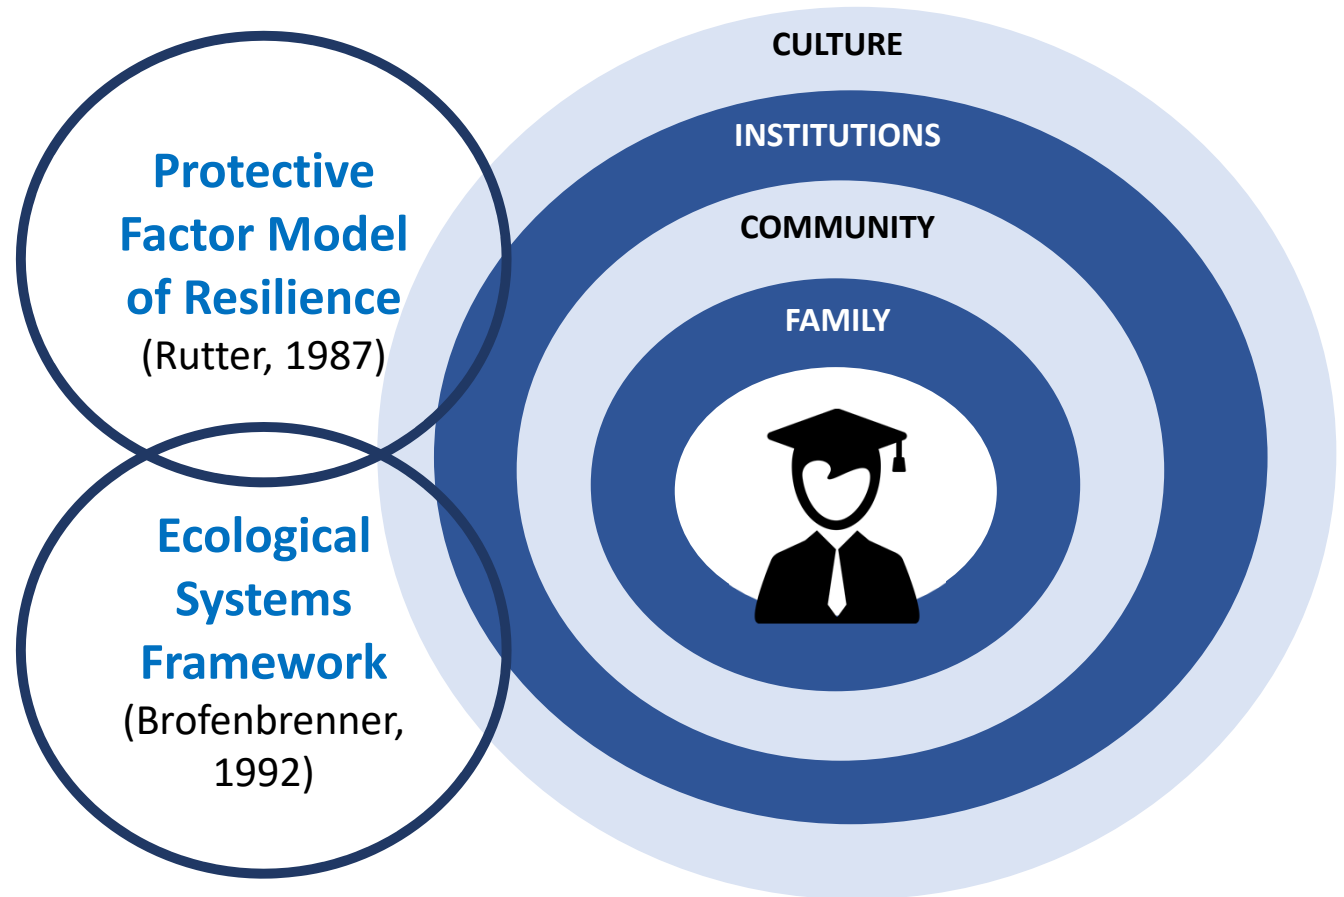 Protective
Factor Model
of Resilience
(Rutter, 1987)
Ecological
Systems
Framework
(Brofenbrenner,
1992)
CULTURE
INSTITUTIONS
COMMUNITY
FAMILY